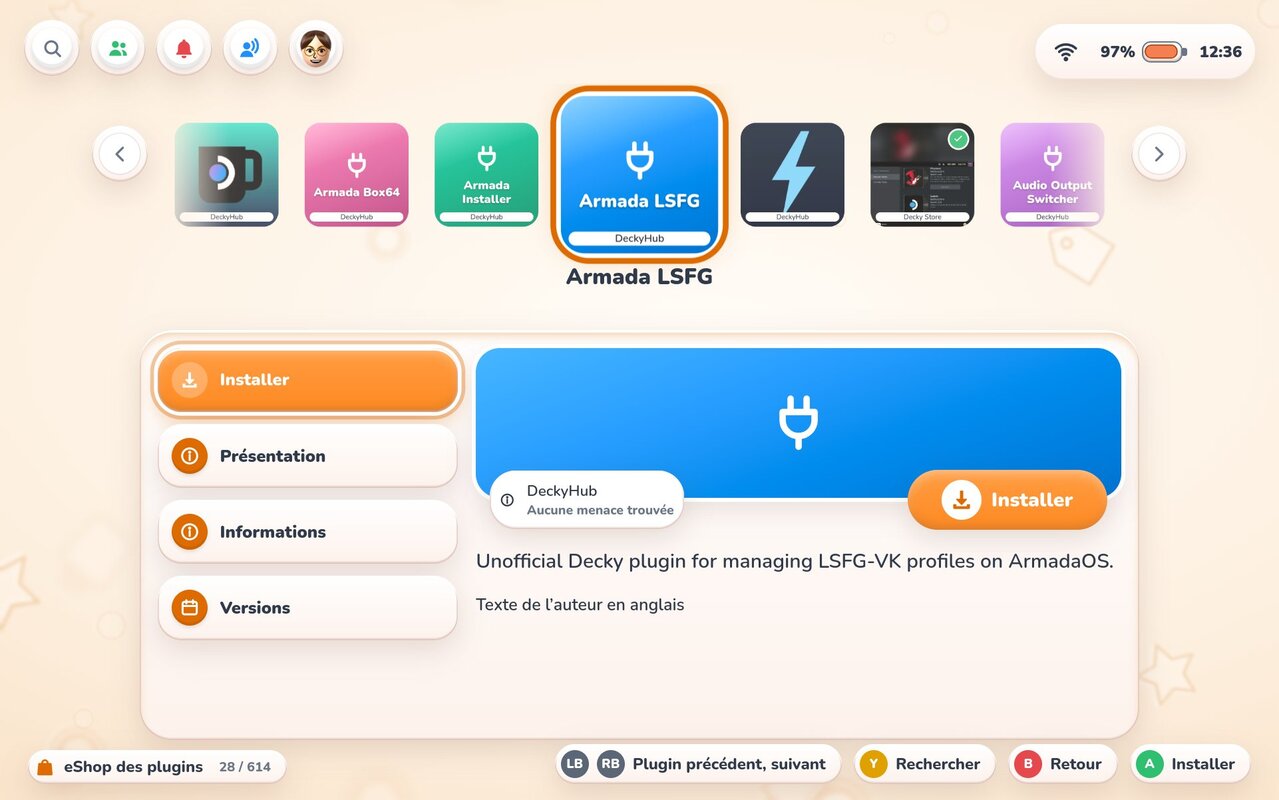 97%
12:36
DeckyHub
Armada Box64
DeckyHub
Armada
Installer
DeckyHub
Armada LSFG
DeckyHub
DeckyHub
Decky Store
Audio Output
Switcher
DeckyHub
Armada LSFG
Installer
Présentation
Informations
Versions
DeckyHub
Aucune menace trouvée
Installer
Unofficial Decky plugin for managing LSFG-VK profiles on ArmadaOS.
Texte de l’auteur en anglais
eShop des plugins 28 / 614
LB RB Plugin précédent, suivant
Y Rechercher
B Retour
A Installer